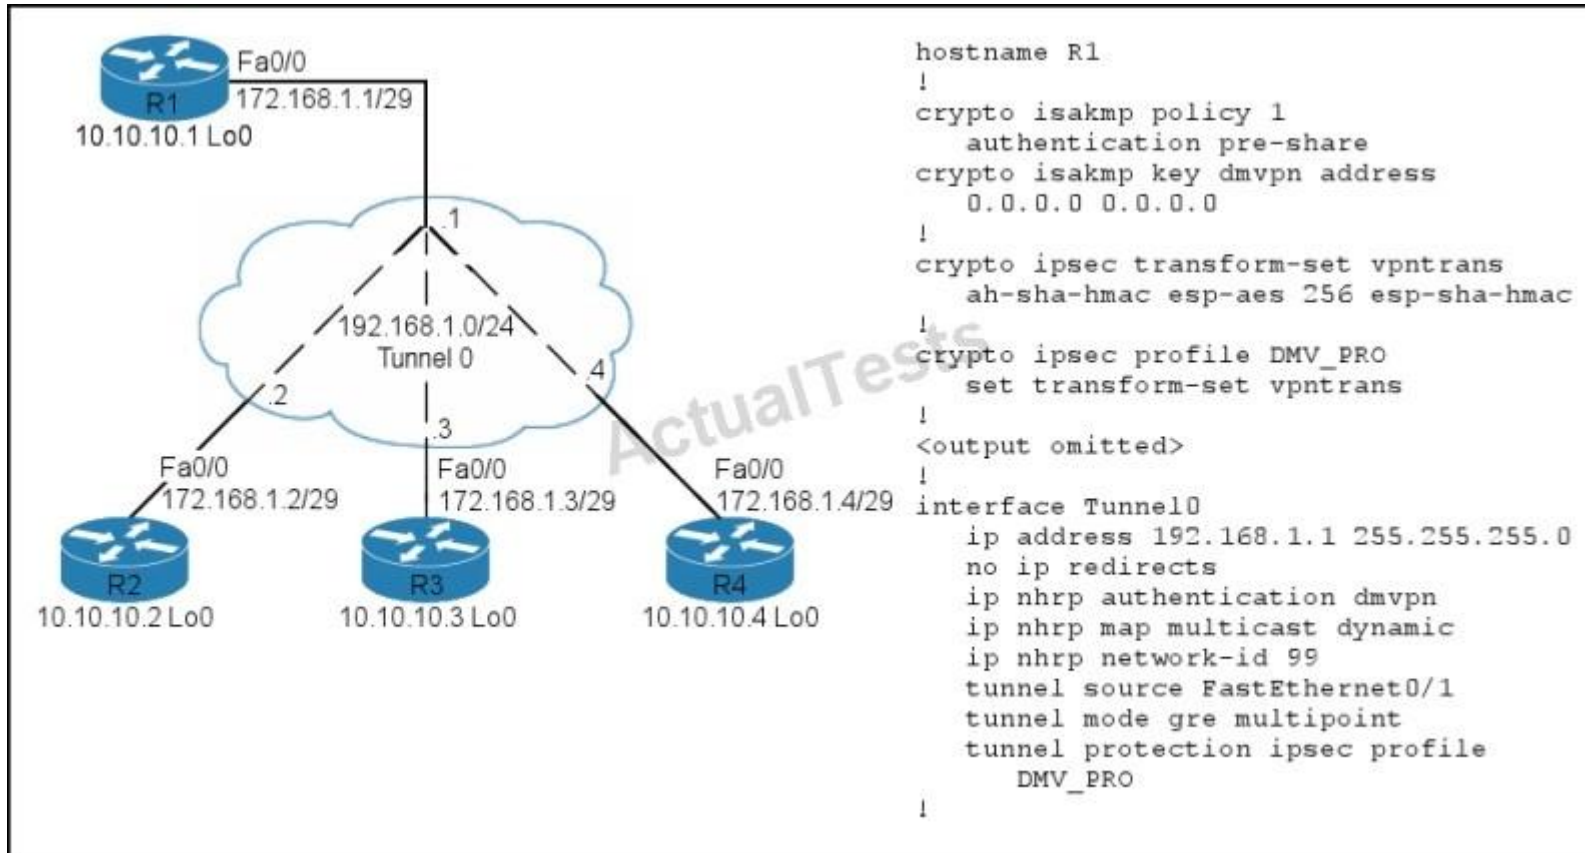 Fa0/0
172.168.1.1/29
R1
10.10.10.1 Lo0
.1
192.168.1.0/24
Tunnel 0
.2
.3
.4
Fa0/0
172.168.1.2/29
Fa0/0
172.168.1.3/29
Fa0/0
172.168.1.4/29
R2
10.10.10.2 Lo0
R3
10.10.10.3 Lo0
R4
10.10.10.4 Lo0
ActualTests
hostname R1
!
crypto isakmp policy 1
authentication pre-share
crypto isakmp key dmvpn address
0.0.0.0 0.0.0.0
!
crypto ipsec transform-set vpntrans
ah-sha-hmac esp-aes 256 esp-sha-hmac
!
crypto ipsec profile DMV_PRO
set transform-set vpntrans
!
<output omitted>
!
interface Tunnel0
ip address 192.168.1.1 255.255.255.0
no ip redirects
ip nhrp authentication dmvpn
ip nhrp map multicast dynamic
ip nhrp network-id 99
tunnel source FastEthernet0/1
tunnel mode gre multipoint
tunnel protection ipsec profile
DMV_PRO
!